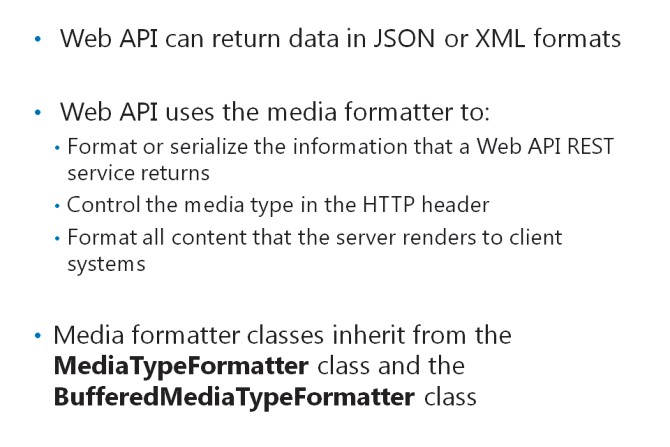 • Web API can return data in JSON or XML formats
• Web API uses the media formatter to:
• Format or serialize the information that a Web API REST
service returns
• Control the media type in the HTTP header
• Format all content that the server renders to client
systems
• Media formatter classes inherit from the
MediaTypeFormatter class and the
BufferedMediaTypeFormatter class